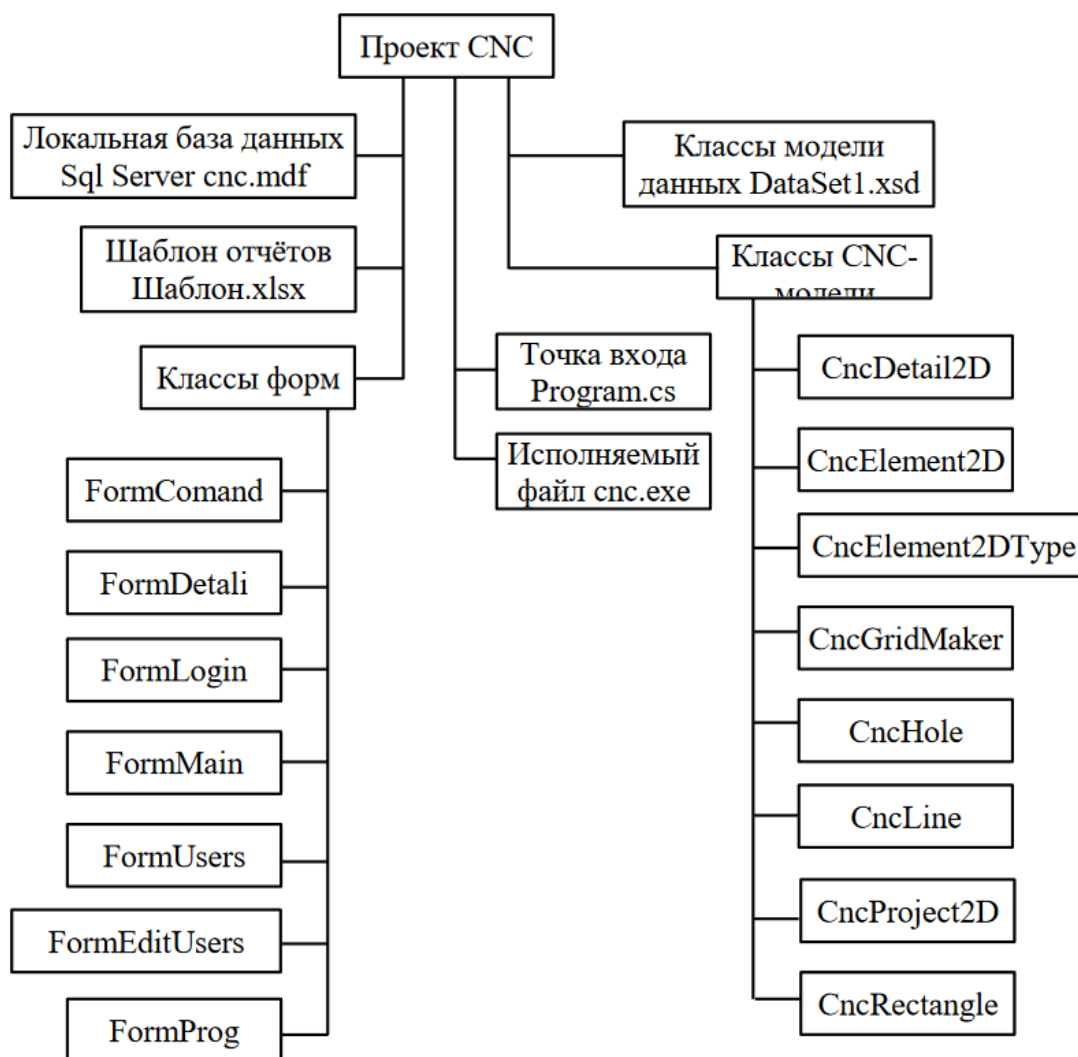 Проект CNC
Локальная база данных
Sql Server cnc.mdf
Шаблон отчётов
Шаблон.xlsx
Классы форм
FormComand
FormDetali
FormLogin
FormMain
FormUsers
FormEditUsers
FormProg
Точка входа
Program.cs
Исполняемый
файл cnc.exe
Классы модели
данных DataSet1.xsd
Классы CNC-
модели
CncDetail2D
CncElement2D
CncElement2DType
CncGridMaker
CncHole
CncLine
CncProject2D
CncRectangle